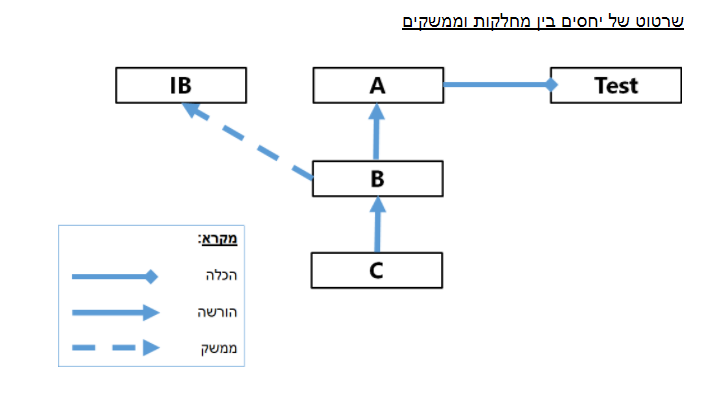 שרטוט של יחסים בין מחלקות וממשקים
IB
A
Test
B
C
מקרא:
הכלה
הורשה
ממשק